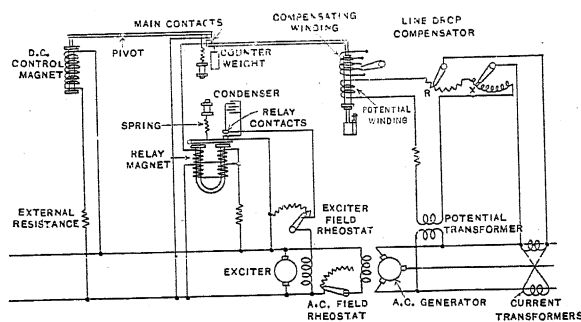 MAIN CONTACTS
COMPENSATING
WINDING
LINE DROP
COMPENSATOR
D.C.
CONTROL
MAGNET
PIVOT
COUNTER
WEIGHT
CONDENSER
RELAY
CONTACTS
SPRING
RELAY
MAGNET
R
X
POTENTIAL
WINDING
EXTERNAL
RESISTANCE
EXCITER
FIELD
RHEOSTAT
POTENTIAL
TRANSFORMER
EXCITER
A.C. FIELD
RHEOSTAT
A.C. GENERATOR
CURRENT
TRANSFORMERS